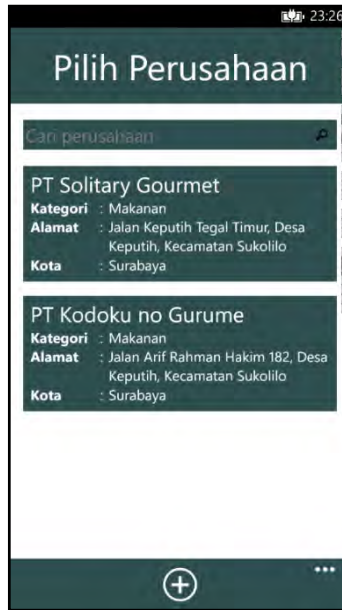 23:26
Pilih Perusahaan
Cari perusahaan
PT Solitary Gourmet
Kategori : Makanan
Alamat : Jalan Keputih Tegal Timur, Desa
Keputih, Kecamatan Sukolilo
Kota : Surabaya
PT Kodoku no Gurume
Kategori : Makanan
Alamat : Jalan Arif Rahman Hakim 182, Desa
Keputih, Kecamatan Sukolilo
Kota : Surabaya